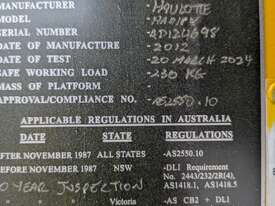 MANUFACTURER - HAULOTTE
MODEL
SERIAL NUMBER - AD124698
DATE OF MANUFACTURE - 2012
DATE OF TEST - 20 MARCH 2024
SAFE WORKING LOAD - 230 KG
MASS OF PLATFORM -
APPROVAL/COMPLIANCE NO. - AS2550.10
APPLICABLE REGULATIONS IN AUSTRALIA
DATE STATE REGULATIONS
AFTER NOVEMBER 1987 ALL STATES -AS2550.10
BEFORE NOVEMBER 1987 NSW -DLI Requirement
No. 2443/232/2R(4),
AS1418.1, AS1418.5
0 YEAR INSPECTION
Victoria -AS CB2 + DLI